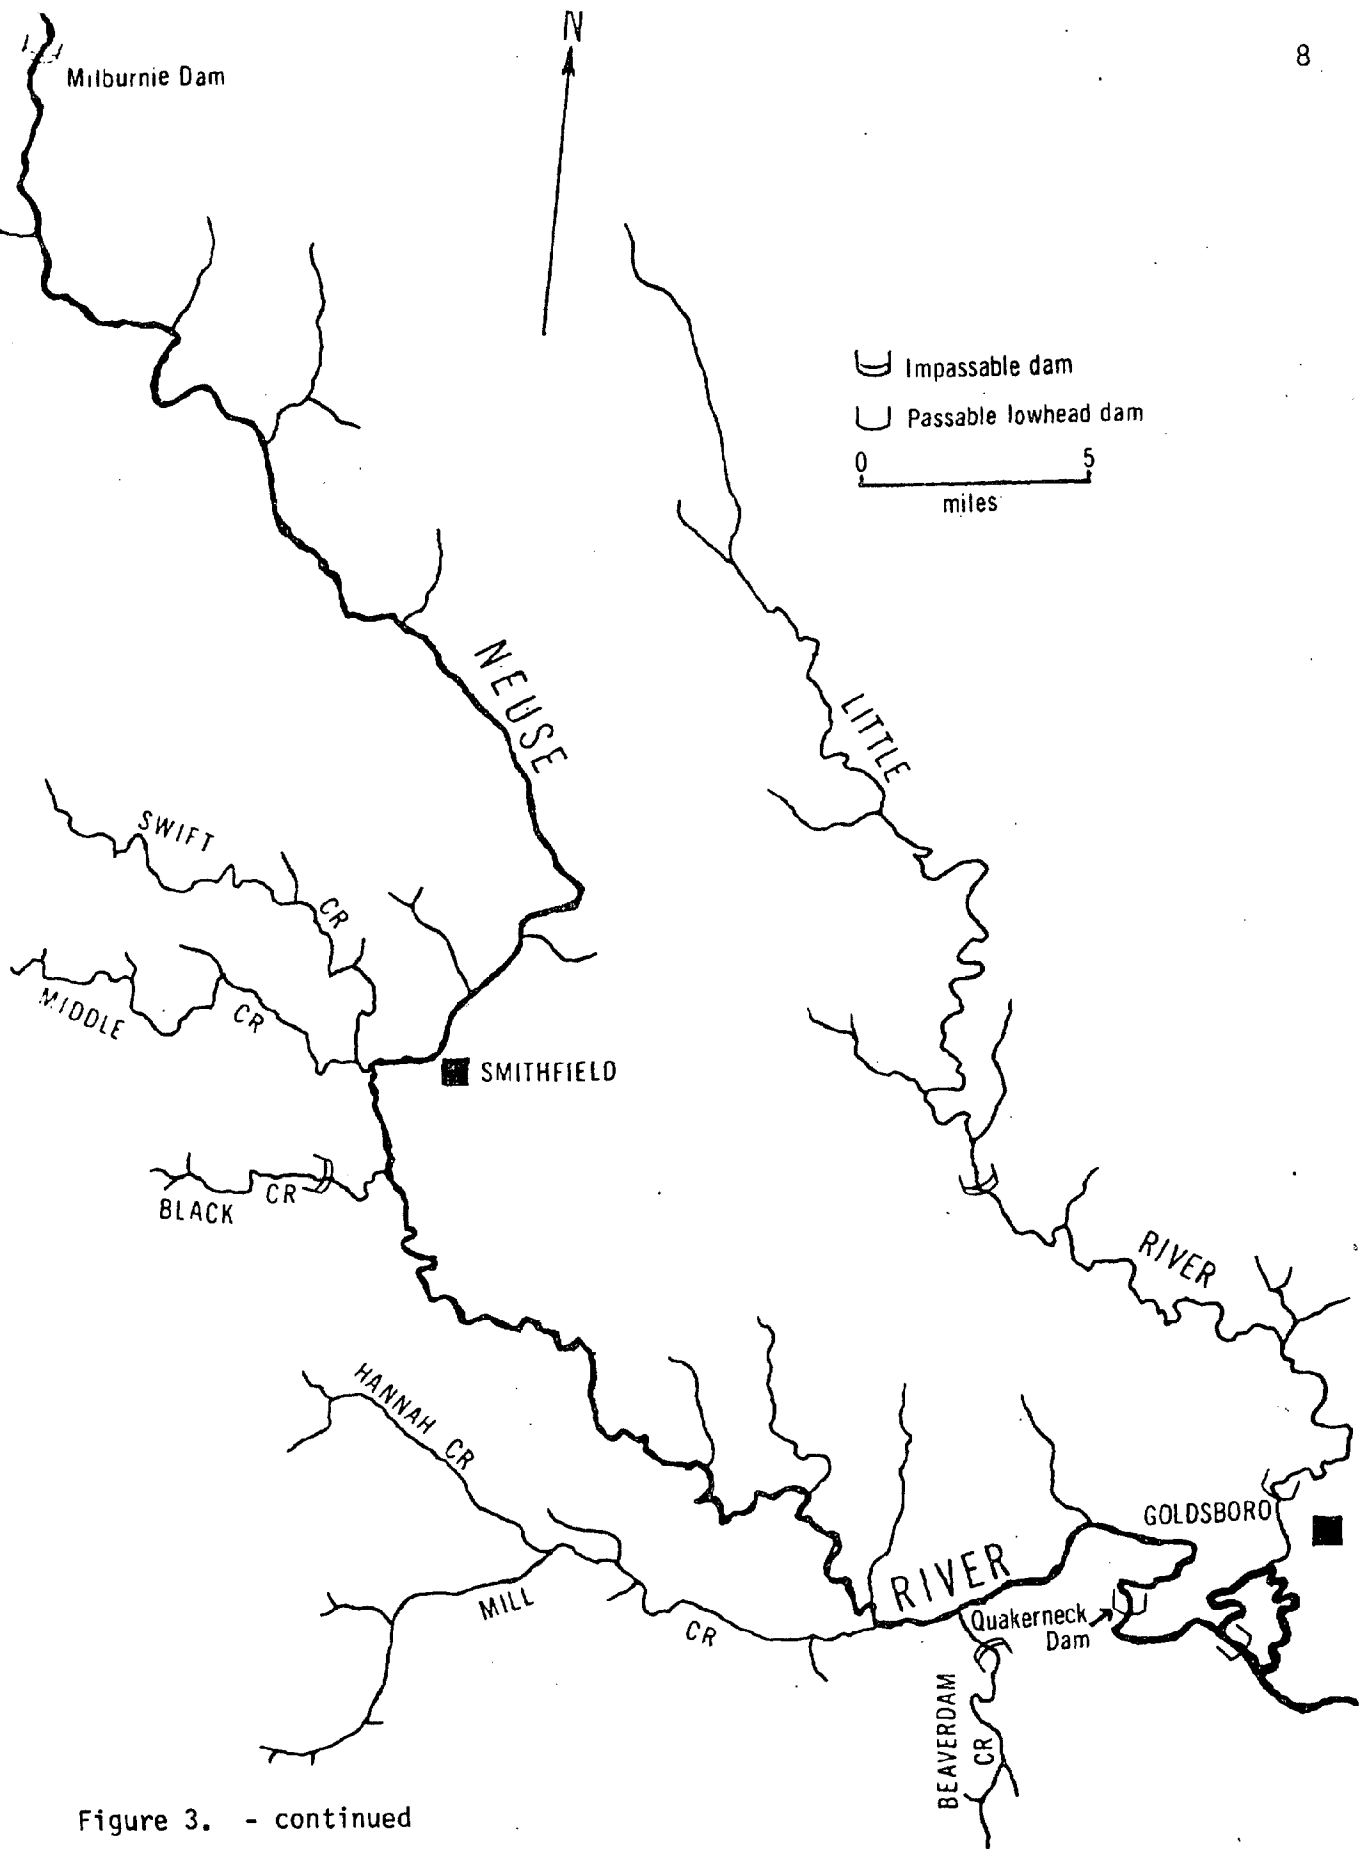 N
8
Milburnie Dam
Impassable dam
Passable lowhead dam
0 5
miles
NEUSE
LITTLE
SWIFT CR
MIDDLE CR
SMITHFIELD
BLACK CR
RIVER
HANNAH CR
GOLDSBORO
RIVER
MILL CR
Quakerneck
Dam
BEAVERDAM CR
Figure 3. - continued